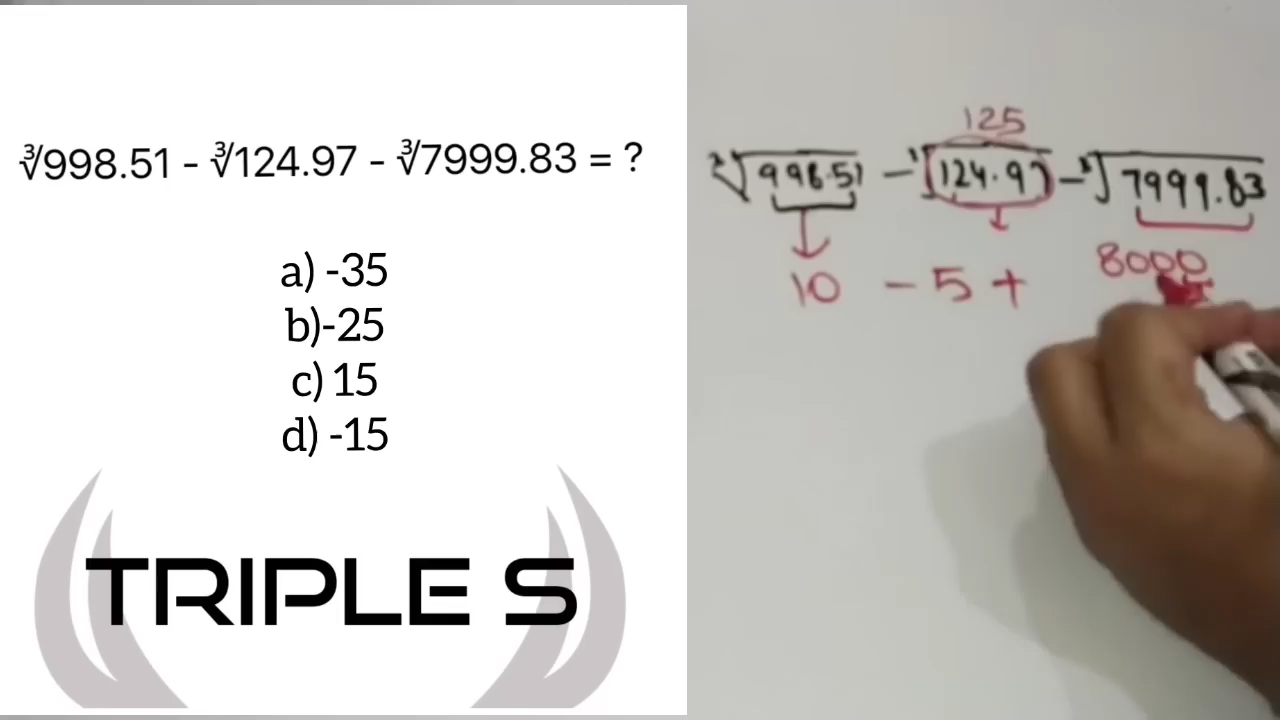 ∛998.51 - ∛124.97 - ∛7999.83 = ?
a) -35
b)-25
c) 15
d) -15
TRIPLE S
125
∛998.51 - ∛124.97 - ∛7999.83
8000
10 - 5 +